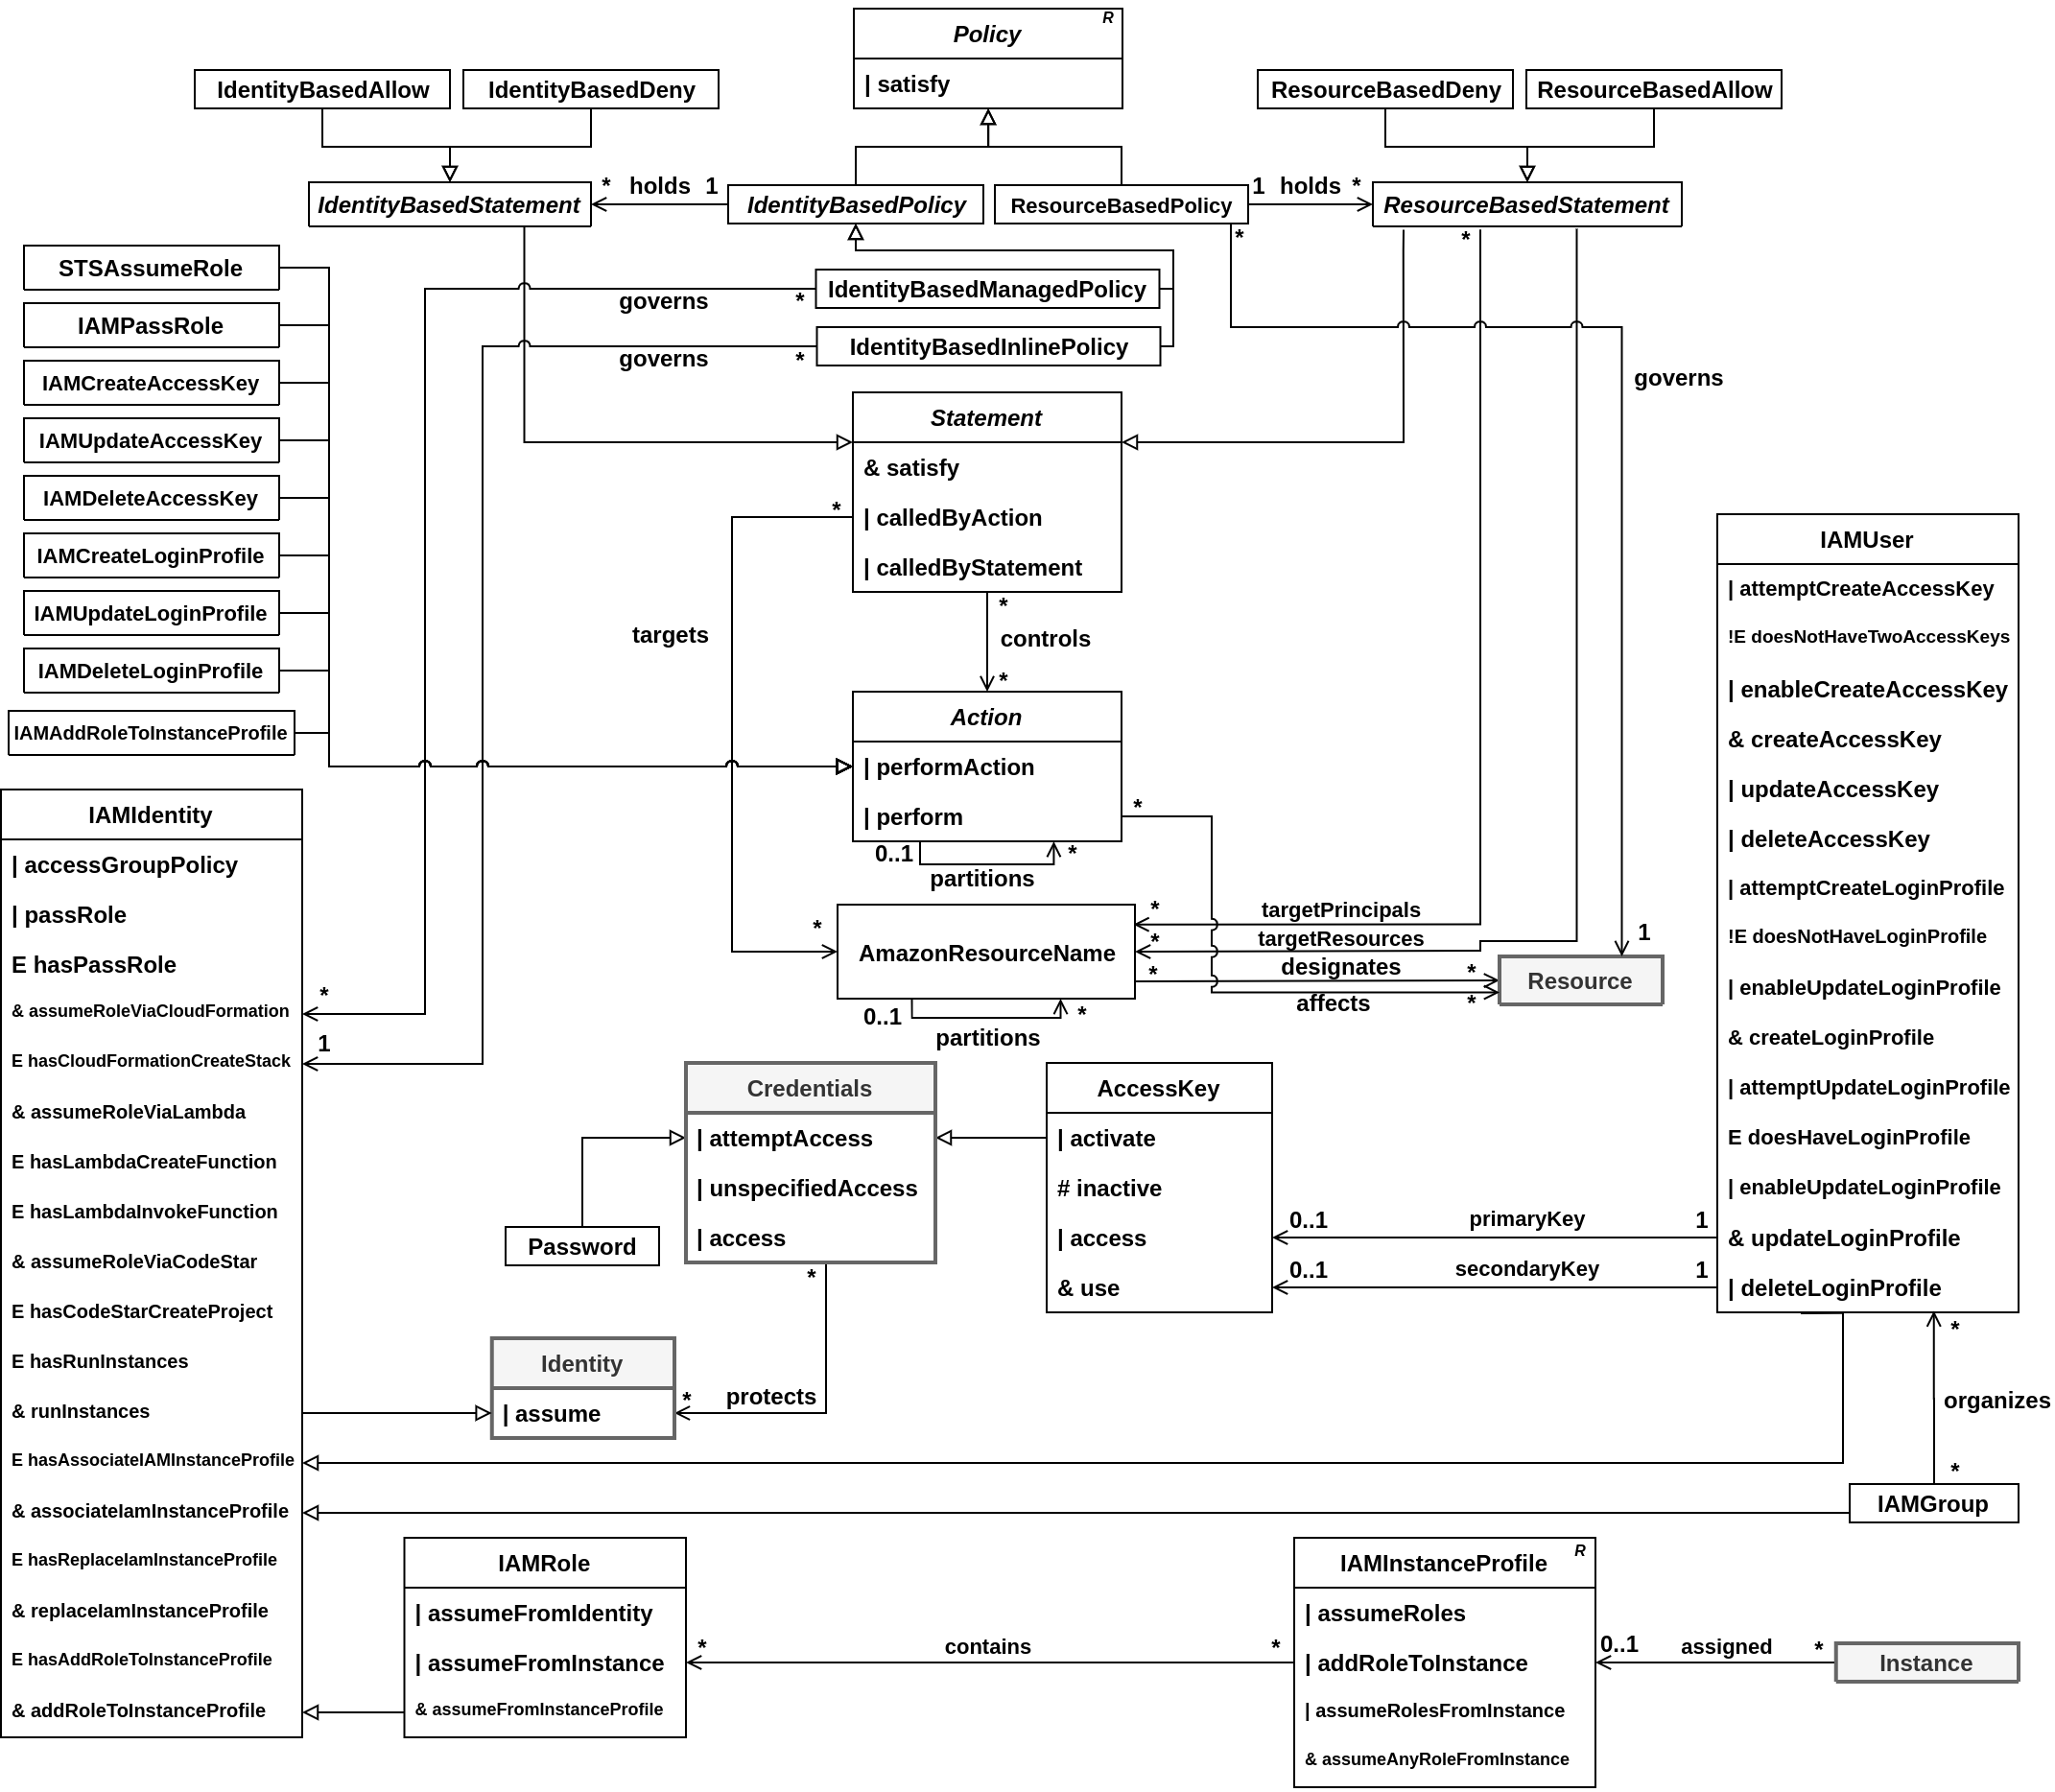 R
Policy
| satisfy
IdentityBasedAllow
IdentityBasedDeny
ResourceBasedDeny
ResourceBasedAllow
IdentityBasedStatement
* holds 1
IdentityBasedPolicy
ResourceBasedPolicy
1 holds *
ResourceBasedStatement
*
*
STSAssumeRole
IAMPassRole
IAMCreateAccessKey
IAMUpdateAccessKey
IAMDeleteAccessKey
IAMCreateLoginProfile
IAMUpdateLoginProfile
IAMDeleteLoginProfile
IAMAddRoleToInstanceProfile
governs
*
IdentityBasedManagedPolicy
governs
*
IdentityBasedInlinePolicy
governs
Statement
& satisfy
| calledByAction
| calledByStatement
*
targets
*
controls
*
Action
| performAction
| perform
*
0..1
*
partitions
*
AmazonResourceName
*
targetPrincipals
*
targetResources
*
designates
*
affects
*
1
Resource
0..1
*
partitions
IAMIdentity
| accessGroupPolicy
| passRole
E hasPassRole
& assumeRoleViaCloudFormation
E hasCloudFormationCreateStack
& assumeRoleViaLambda
E hasLambdaCreateFunction
E hasLambdaInvokeFunction
& assumeRoleViaCodeStar
E hasCodeStarCreateProject
E hasRunInstances
& runInstances
E hasAssociateIAMInstanceProfile
& associateIamInstanceProfile
E hasReplaceIamInstanceProfile
& replaceIamInstanceProfile
E hasAddRoleToInstanceProfile
& addRoleToInstanceProfile
*
1
Credentials
| attemptAccess
| unspecifiedAccess
| access
Password
*
protects
*
Identity
| assume
AccessKey
| activate
# inactive
| access
& use
0..1
primaryKey
1
0..1
secondaryKey
1
IAMUser
| attemptCreateAccessKey
!E doesNotHaveTwoAccessKeys
| enableCreateAccessKey
& createAccessKey
| updateAccessKey
| deleteAccessKey
| attemptCreateLoginProfile
!E doesNotHaveLoginProfile
| enableUpdateLoginProfile
& createLoginProfile
| attemptUpdateLoginProfile
E doesHaveLoginProfile
| enableUpdateLoginProfile
& updateLoginProfile
| deleteLoginProfile
*
organizes
*
IAMGroup
IAMRole
| assumeFromIdentity
| assumeFromInstance
& assumeFromInstanceProfile
*
contains
*
R
IAMInstanceProfile
| assumeRoles
| addRoleToInstance
| assumeRolesFromInstance
& assumeAnyRoleFromInstance
0..1
assigned
*
Instance